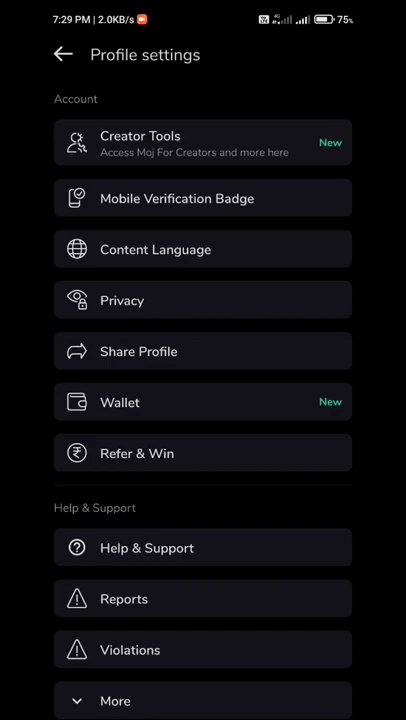 7:29 PM | 2.0KB/s 75%
Profile settings
Account
Creator Tools
Access Moj For Creators and more here
New
Mobile Verification Badge
Content Language
Privacy
Share Profile
Wallet
New
Refer & Win
Help & Support
Help & Support
Reports
Violations
More